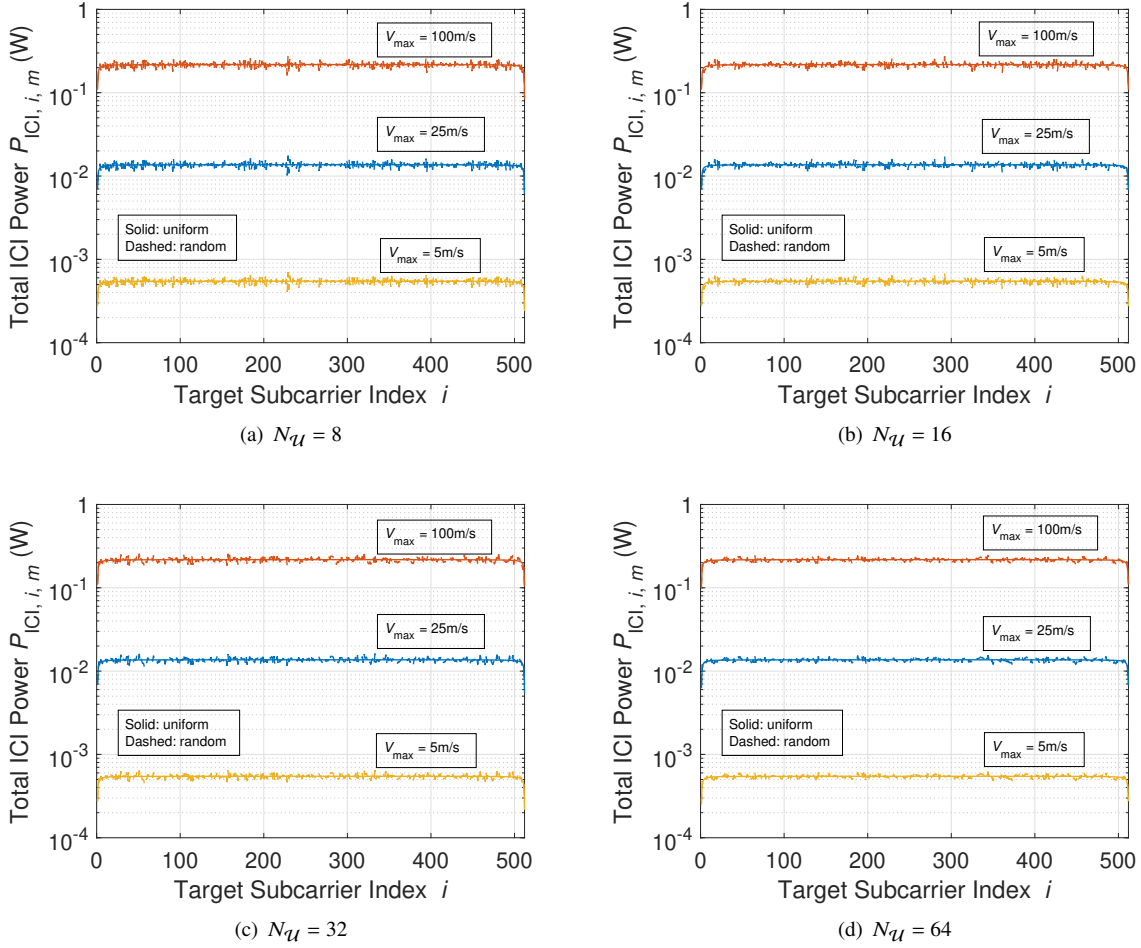 1
V_max = 100m/s
10^-1
V_max = 25m/s
10^-2
Solid: uniform
Dashed: random
V_max = 5m/s
10^-3
10^-4
0 100 200 300 400 500
Total ICI Power P_ICI, i, m (W)
Target Subcarrier Index i
(a) N_𝒰 = 8
1
V_max = 100m/s
10^-1
V_max = 25m/s
10^-2
Solid: uniform
Dashed: random
V_max = 5m/s
10^-3
10^-4
0 100 200 300 400 500
Total ICI Power P_ICI, i, m (W)
Target Subcarrier Index i
(b) N_𝒰 = 16
1
V_max = 100m/s
10^-1
V_max = 25m/s
10^-2
Solid: uniform
Dashed: random
V_max = 5m/s
10^-3
10^-4
0 100 200 300 400 500
Total ICI Power P_ICI, i, m (W)
Target Subcarrier Index i
(c) N_𝒰 = 32
1
V_max = 100m/s
10^-1
V_max = 25m/s
10^-2
Solid: uniform
Dashed: random
V_max = 5m/s
10^-3
10^-4
0 100 200 300 400 500
Total ICI Power P_ICI, i, m (W)
Target Subcarrier Index i
(d) N_𝒰 = 64